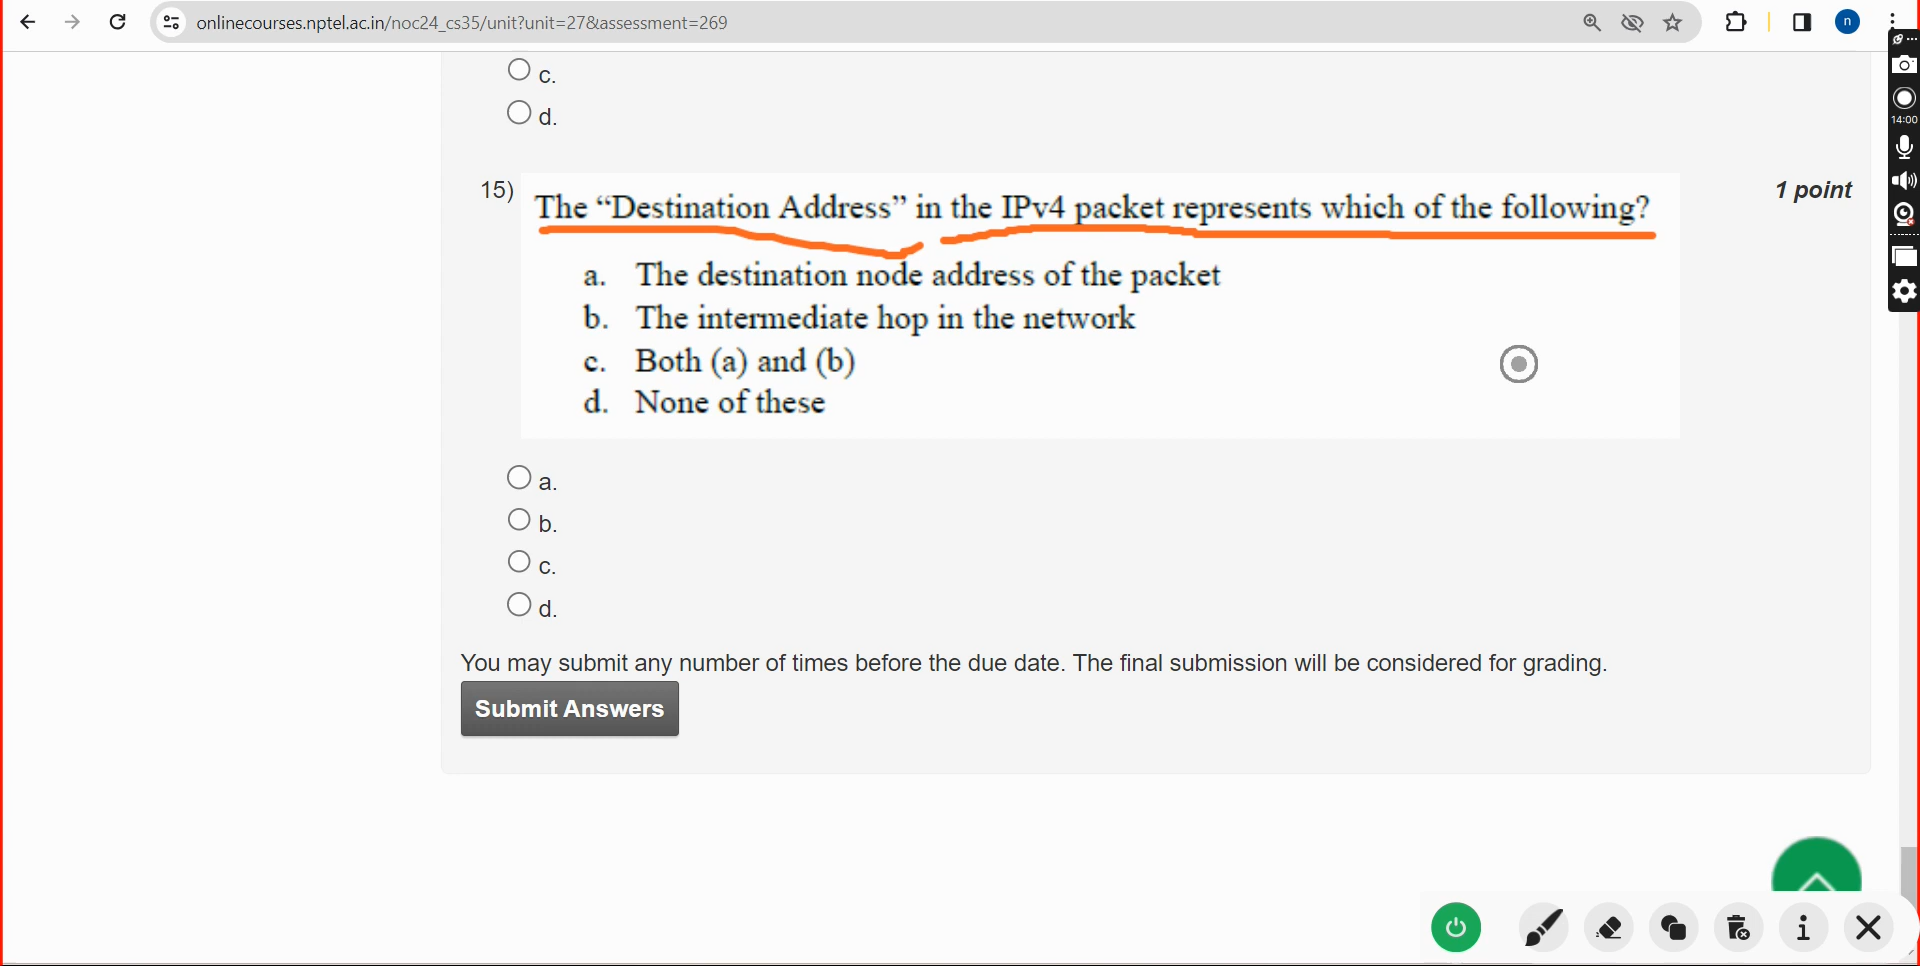 onlinecourses.nptel.ac.in/noc24_cs35/unit?unit=27&assessment=269
n
c.
d.
14:00
15)
The “Destination Address” in the IPv4 packet represents which of the following?
1 point
a. The destination node address of the packet
b. The intermediate hop in the network
c. Both (a) and (b)
d. None of these
a.
b.
c.
d.
You may submit any number of times before the due date. The final submission will be considered for grading.
Submit Answers